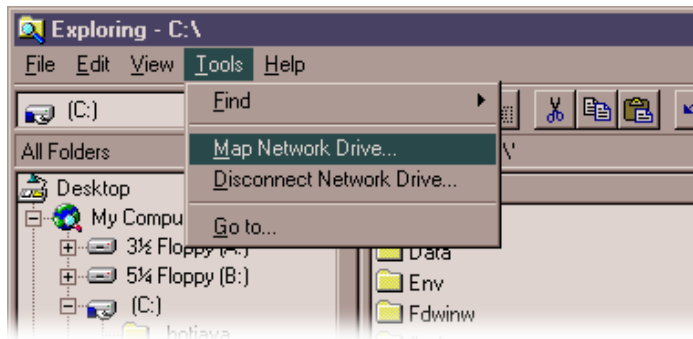 Exploring - C:\
File Edit View Tools Help
(C:)
Find
All Folders
Map Network Drive...
\'
Desktop
Disconnect Network Drive...
My Compu
Go to...
3½ Floppy (A:)
Data
5¼ Floppy (B:)
Env
(C:)
Fdwinw
hotjava